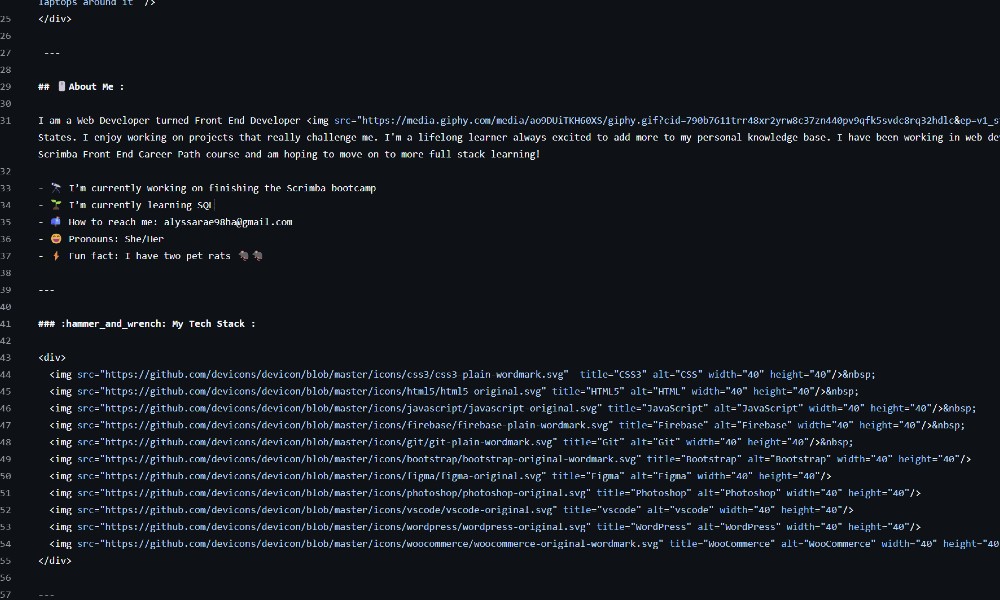 laptops around it" />
25 </div>
26
27 ---
28
29 ## 📱About Me :
30
31 I am a Web Developer turned Front End Developer <img src="https://media.giphy.com/media/ao9DUiTKH60XS/giphy.gif?cid=790b7611trr48xr2yrw8c37zn440pv9qfk5svdc8rq32hdlc&ep=v1_s
States. I enjoy working on projects that really challenge me. I'm a lifelong learner always excited to add more to my personal knowledge base. I have been working in web de
Scrimba Front End Career Path course and am hoping to move on to more full stack learning!
32
33 - 🔭 I'm currently working on finishing the Scrimba bootcamp
34 - 🌱 I'm currently learning SQL
35 - 📫 How to reach me: alyssarae98ha@gmail.com
36 - 😄 Pronouns: She/Her
37 - ⚡ Fun fact: I have two pet rats 🐀🐀
38
39 ---
40
41 ### :hammer_and_wrench: My Tech Stack :
42
43 <div>
44 <img src="https://github.com/devicons/devicon/blob/master/icons/css3/css3-plain-wordmark.svg"  title="CSS3" alt="CSS" width="40" height="40"/>&nbsp;
45 <img src="https://github.com/devicons/devicon/blob/master/icons/html5/html5-original.svg" title="HTML5" alt="HTML" width="40" height="40"/>&nbsp;
46 <img src="https://github.com/devicons/devicon/blob/master/icons/javascript/javascript-original.svg" title="JavaScript" alt="JavaScript" width="40" height="40"/>&nbsp;
47 <img src="https://github.com/devicons/devicon/blob/master/icons/firebase/firebase-plain-wordmark.svg" title="Firebase" alt="Firebase" width="40" height="40"/>&nbsp;
48 <img src="https://github.com/devicons/devicon/blob/master/icons/git/git-plain-wordmark.svg" title="Git" alt="Git" width="40" height="40"/>&nbsp;
49 <img src="https://github.com/devicons/devicon/blob/master/icons/bootstrap/bootstrap-original-wordmark.svg" title="Bootstrap" alt="Bootstrap" width="40" height="40"/>
50 <img src="https://github.com/devicons/devicon/blob/master/icons/figma/figma-original.svg" title="Figma" alt="Figma" width="40" height="40"/>
51 <img src="https://github.com/devicons/devicon/blob/master/icons/photoshop/photoshop-original.svg" title="Photoshop" alt="Photoshop" width="40" height="40"/>
52 <img src="https://github.com/devicons/devicon/blob/master/icons/vscode/vscode-original.svg" title="vscode" alt="vscode" width="40" height="40"/>
53 <img src="https://github.com/devicons/devicon/blob/master/icons/wordpress/wordpress-original.svg" title="WordPress" alt="WordPress" width="40" height="40"/>
54 <img src="https://github.com/devicons/devicon/blob/master/icons/woocommerce/woocommerce-original-wordmark.svg" title="WooCommerce" alt="WooCommerce" width="40" height="40
55 </div>
56
57 ---